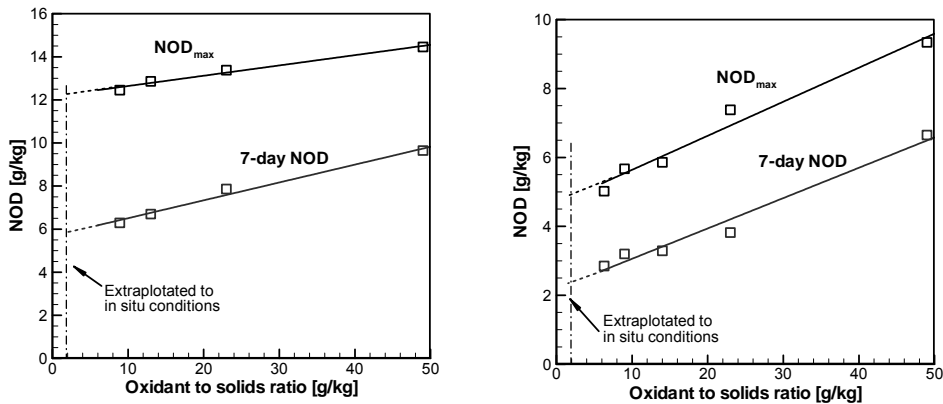 16
14
12
10
8
6
4
2
0
NOD [g/kg]
NODmax
7-day NOD
Extraplotated to
in situ conditions
0 10 20 30 40 50
Oxidant to solids ratio [g/kg]
10
8
6
4
2
0
NOD [g/kg]
NODmax
7-day NOD
Extraplotated to
in situ conditions
0 10 20 30 40 50
Oxidant to solids ratio [g/kg]